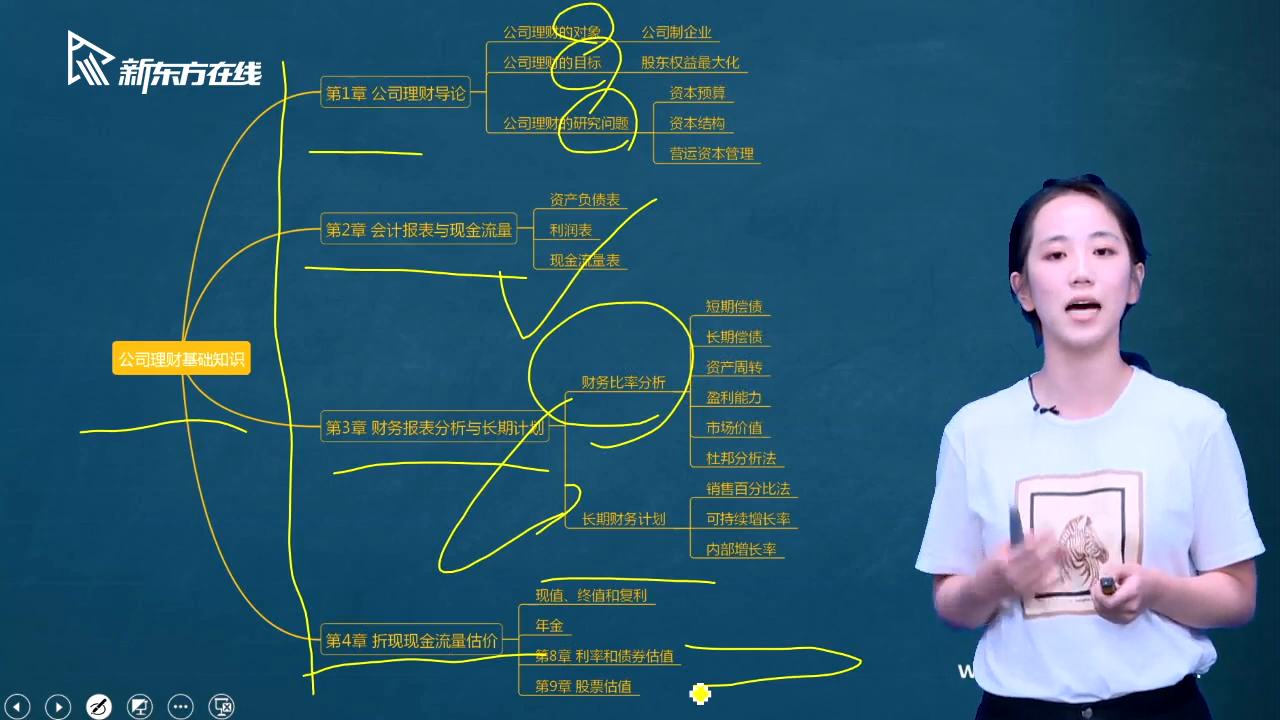 新东方在线
公司理财基础知识
第1章 公司理财导论
公司理财的对象
公司制企业
公司理财的目标
股东权益最大化
公司理财的研究问题
资本预算
资本结构
营运资本管理
第2章 会计报表与现金流量
资产负债表
利润表
现金流量表
第3章 财务报表分析与长期计划
财务比率分析
短期偿债
长期偿债
资产周转
盈利能力
市场价值
杜邦分析法
长期财务计划
销售百分比法
可持续增长率
内部增长率
第4章 折现现金流量估价
现值、终值和复利
年金
第8章 利率和债券估值
第9章 股票估值